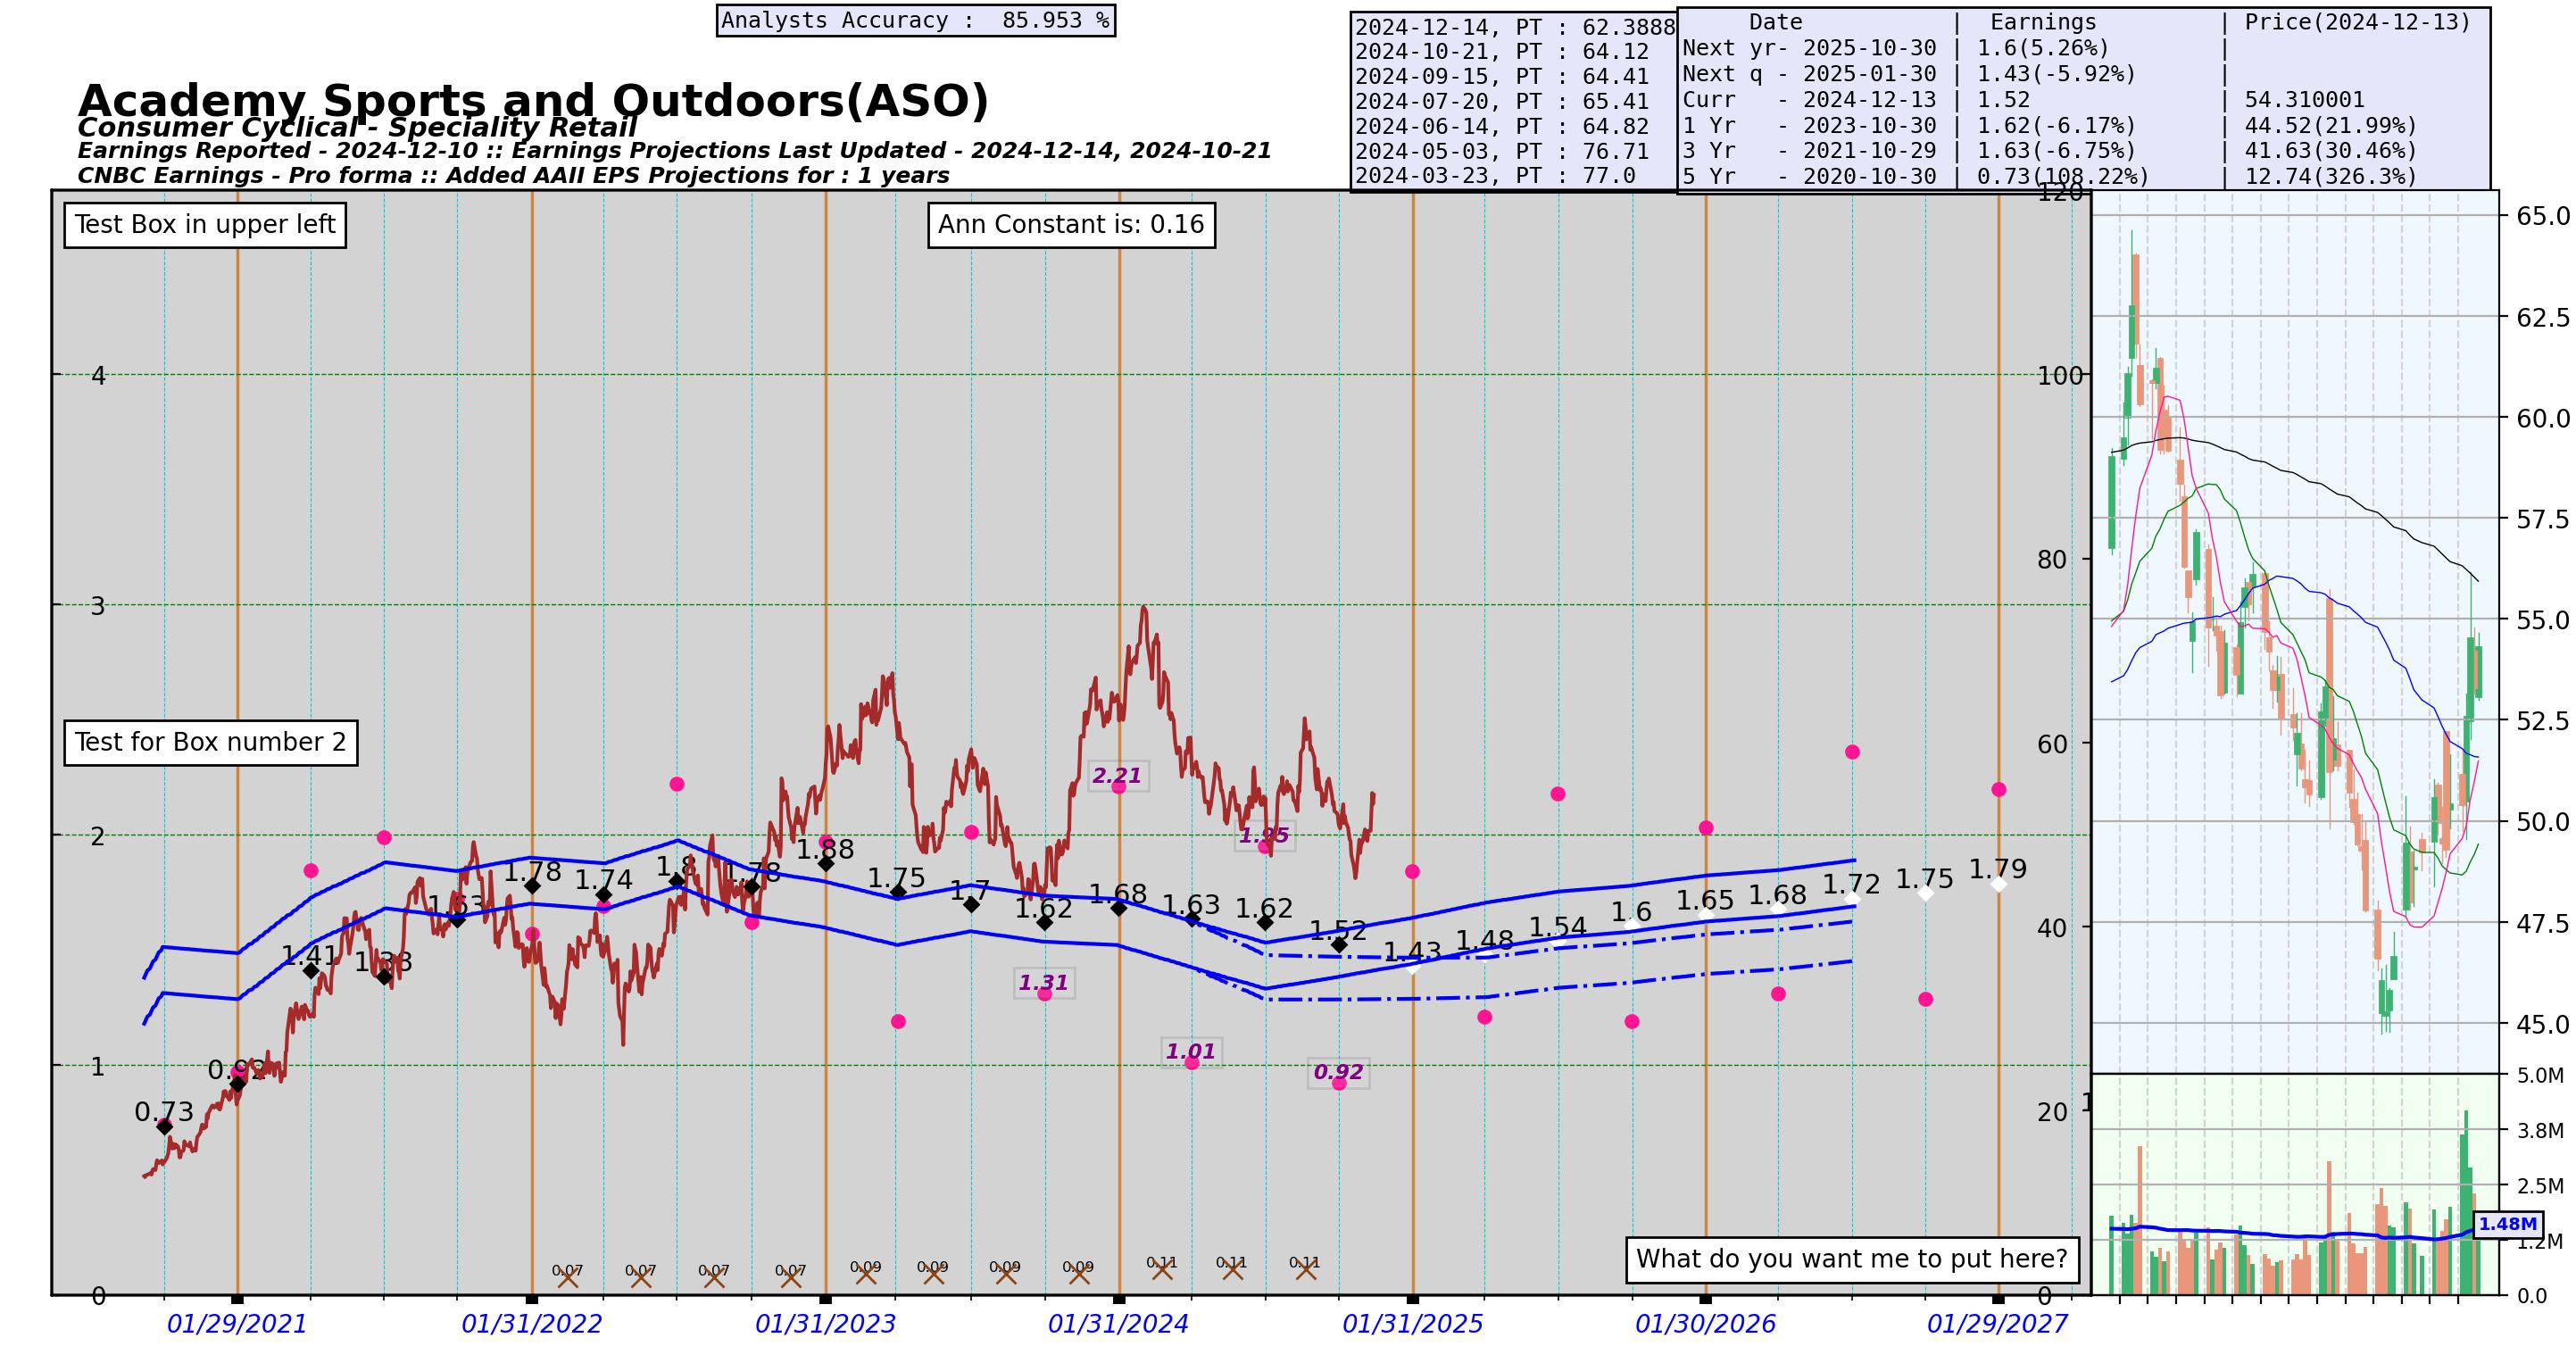 Analysts Accuracy :  85.953 %
2024-12-14, PT : 62.3888
2024-10-21, PT : 64.12
2024-09-15, PT : 64.41
2024-07-20, PT : 65.41
2024-06-14, PT : 64.82
2024-05-03, PT : 76.71
2024-03-23, PT : 77.0
Date | Earnings | Price(2024-12-13)
Next yr- 2025-10-30 | 1.6(5.26%) |
Next q - 2025-01-30 | 1.43(-5.92%) |
Curr - 2024-12-13 | 1.52 | 54.310001
1 Yr - 2023-10-30 | 1.62(-6.17%) | 44.52(21.99%)
3 Yr - 2021-10-29 | 1.63(-6.75%) | 41.63(30.46%)
5 Yr - 2020-10-30 | 0.73(108.22%) | 12.74(326.3%)
Academy Sports and Outdoors(ASO)
Consumer Cyclical - Speciality Retail
Earnings Reported - 2024-12-10 :: Earnings Projections Last Updated - 2024-12-14, 2024-10-21
CNBC Earnings - Pro forma :: Added AAII EPS Projections for : 1 years
Test Box in upper left
Ann Constant is: 0.16
Test for Box number 2
What do you want me to put here?
4
3
2
1
0
120
100
80
60
40
20
0
0.73
0.92
1.41
1.38
1.63
1.78
1.74
1.8
1.78
1.88
1.75
1.7
1.62
1.68
1.63
1.62
1.52
1.43
1.48
1.54
1.6
1.65
1.68
1.72
1.75
1.79
1.31
2.21
1.01
1.95
0.92
0.07
0.07
0.07
0.07
0.09
0.09
0.09
0.09
0.11
0.11
0.11
01/29/2021
01/31/2022
01/31/2023
01/31/2024
01/31/2025
01/30/2026
01/29/2027
65.0
62.5
60.0
57.5
55.0
52.5
50.0
47.5
45.0
5.0M
3.8M
2.5M
1.48M
1.2M
0.0